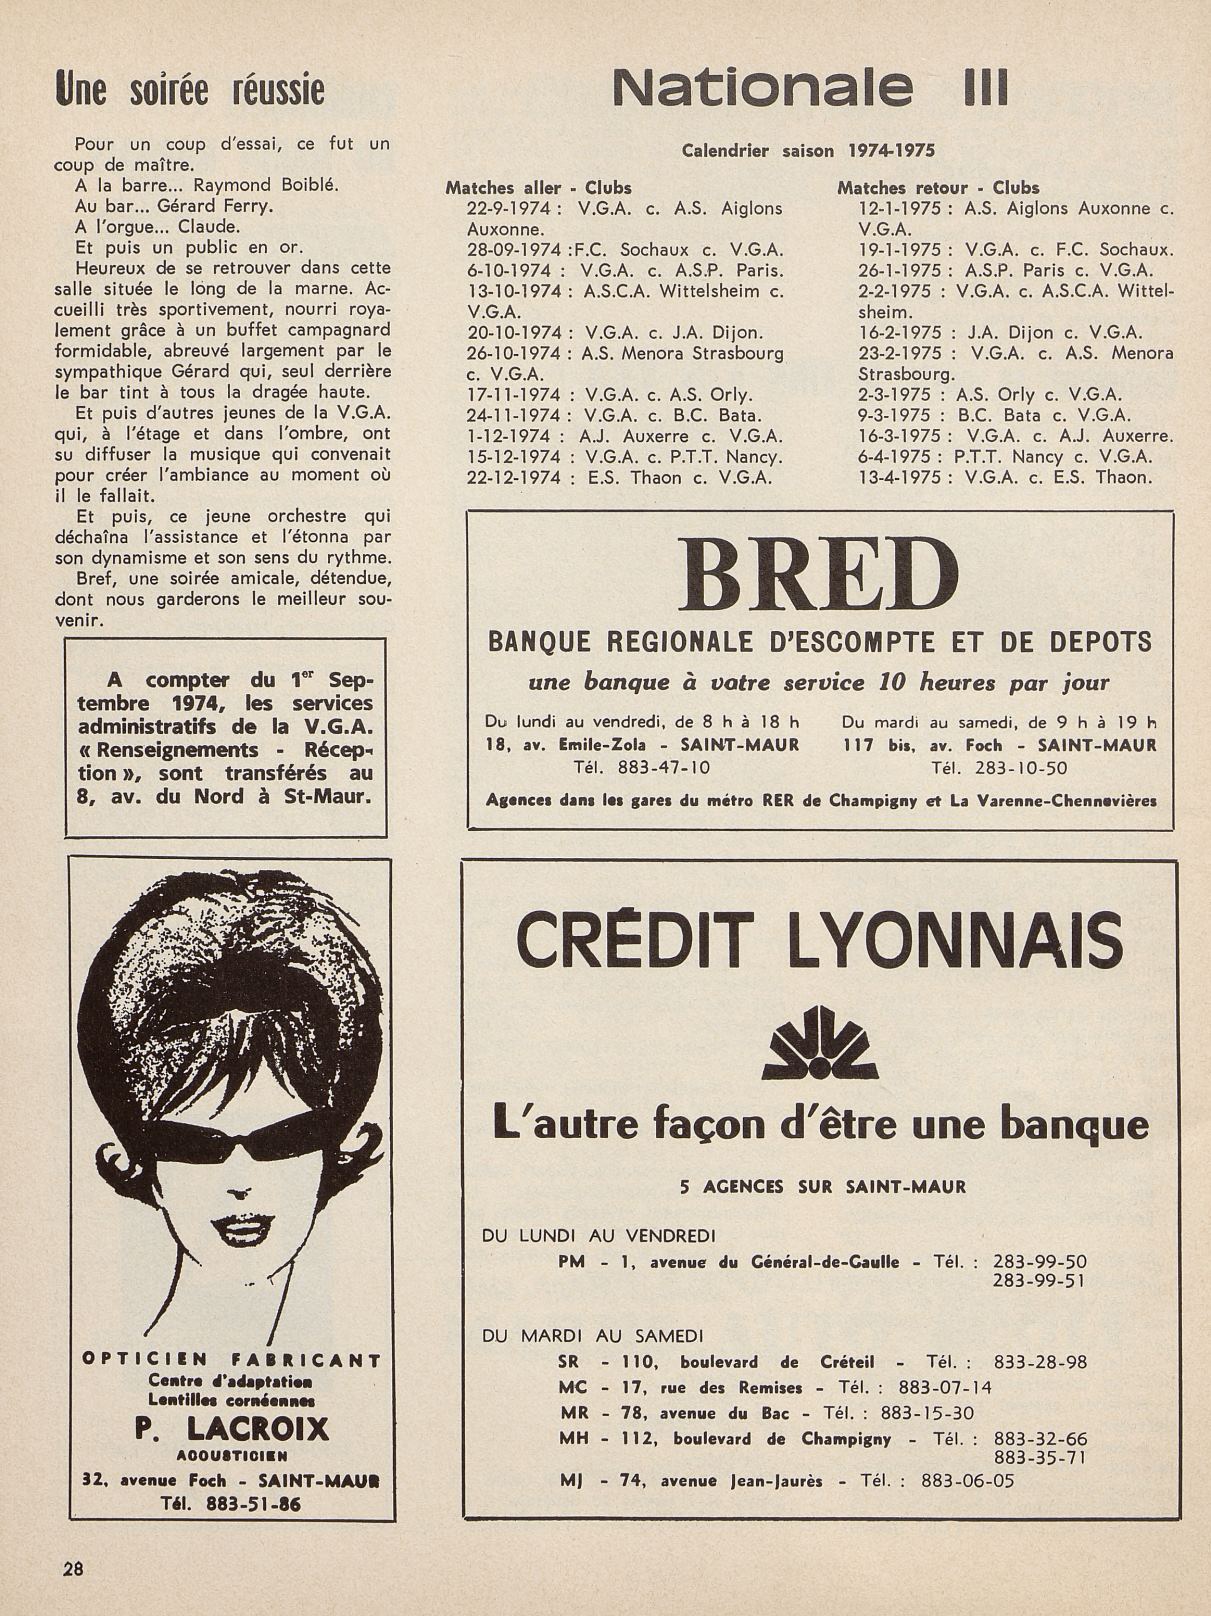 Une soirée réussie
Pour un coup d'essai, ce fut un
coup de maître.
A la barre... Raymond Boiblé.
Au bar... Gérard Ferry.
A l'orgue... Claude.
Et puis un public en or.
Heureux de se retrouver dans cette
salle située le long de la marne. Ac-
cueilli très sportivement, nourri roya-
lement grâce à un buffet campagnard
formidable, abreuvé largement par le
sympathique Gérard qui, seul derrière
le bar tint à tous la dragée haute.
Et puis d'autres jeunes de la V.G.A.
qui, à l'étage et dans l'ombre, ont
su diffuser la musique qui convenait
pour créer l'ambiance au moment où
il le fallait.
Et puis, ce jeune orchestre qui
déchaîna l'assistance et l'étonna par
son dynamisme et son sens du rythme.
Bref, une soirée amicale, détendue,
dont nous garderons le meilleur sou-
venir.
A compter du 1er Sep-
tembre 1974, les services
administratifs de la V.G.A.
« Renseignements - Récep-
tion », sont transférés au
8, av. du Nord à St-Maur.
OPTICIEN FABRICANT
Centre d'adaptation
Lentilles cornéennes
P. LACROIX
ACOUSTICIEN
32, avenue Foch - SAINT-MAUR
Tél. 883-51-86
Nationale III
Calendrier saison 1974-1975
Matches aller - Clubs
22-9-1974 : V.G.A. c. A.S. Aiglons
Auxonne.
28-09-1974 :F.C. Sochaux c. V.G.A.
6-10-1974 : V.G.A. c. A.S.P. Paris.
13-10-1974 : A.S.C.A. Wittelsheim c.
V.G.A.
20-10-1974 : V.G.A. c. J.A. Dijon.
26-10-1974 : A.S. Menora Strasbourg
c. V.G.A.
17-11-1974 : V.G.A. c. A.S. Orly.
24-11-1974 : V.G.A. c. B.C. Bata.
1-12-1974 : A.J. Auxerre c. V.G.A.
15-12-1974 : V.G.A. c. P.T.T. Nancy.
22-12-1974 : E.S. Thaon c. V.G.A.
Matches retour - Clubs
12-1-1975 : A.S. Aiglons Auxonne c.
V.G.A.
19-1-1975 : V.G.A. c. F.C. Sochaux.
26-1-1975 : A.S.P. Paris c. V.G.A.
2-2-1975 : V.G.A. c. A.S.C.A. Wittel-
sheim.
16-2-1975 : J.A. Dijon c. V.G.A.
23-2-1975 : V.G.A. c. A.S. Menora
Strasbourg.
2-3-1975 : A.S. Orly c. V.G.A.
9-3-1975 : B.C. Bata c. V.G.A.
16-3-1975 : V.G.A. c. A.J. Auxerre.
6-4-1975 : P.T.T. Nancy c. V.G.A.
13-4-1975 : V.G.A. c. E.S. Thaon.
BRED
BANQUE REGIONALE D'ESCOMPTE ET DE DEPOTS
une banque à votre service 10 heures par jour
Du lundi au vendredi, de 8 h à 18 h
18, av. Emile-Zola - SAINT-MAUR
Tél. 883-47-10
Du mardi au samedi, de 9 h à 19 h
117 bis, av. Foch - SAINT-MAUR
Tél. 283-10-50
Agences dans les gares du métro RER de Champigny et La Varenne-Chennevières
CRÉDIT LYONNAIS
L'autre façon d'être une banque
5 AGENCES SUR SAINT-MAUR
DU LUNDI AU VENDREDI
PM - 1, avenue du Général-de-Gaulle - Tél. : 283-99-50
283-99-51
DU MARDI AU SAMEDI
SR - 110, boulevard de Créteil - Tél. : 833-28-98
MC - 17, rue des Remises - Tél. : 883-07-14
MR - 78, avenue du Bac - Tél. : 883-15-30
MH - 112, boulevard de Champigny - Tél. : 883-32-66
883-35-71
MJ - 74, avenue Jean-Jaurès - Tél. : 883-06-05
28